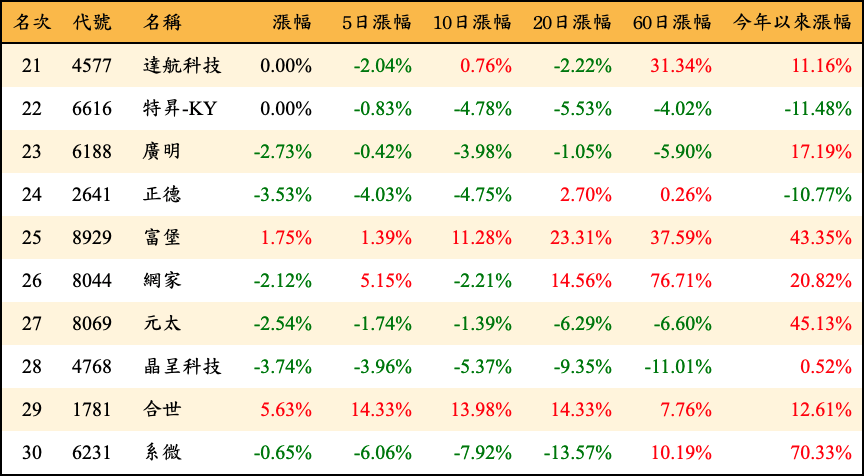 名次 代號 名稱 漲幅 5日漲幅 10日漲幅 20日漲幅 60日漲幅 今年以來漲幅
21 4577 達航科技 0.00% -2.04% 0.76% -2.22% 31.34% 11.16%
22 6616 特昇-KY 0.00% -0.83% -4.78% -5.53% -4.02% -11.48%
23 6188 廣明 -2.73% -0.42% -3.98% -1.05% -5.90% 17.19%
24 2641 正德 -3.53% -4.03% -4.75% 2.70% 0.26% -10.77%
25 8929 富堡 1.75% 1.39% 11.28% 23.31% 37.59% 43.35%
26 8044 網家 -2.12% 5.15% -2.21% 14.56% 76.71% 20.82%
27 8069 元太 -2.54% -1.74% -1.39% -6.29% -6.60% 45.13%
28 4768 晶呈科技 -3.74% -3.96% -5.37% -9.35% -11.01% 0.52%
29 1781 合世 5.63% 14.33% 13.98% 14.33% 7.76% 12.61%
30 6231 系微 -0.65% -6.06% -7.92% -13.57% 10.19% 70.33%